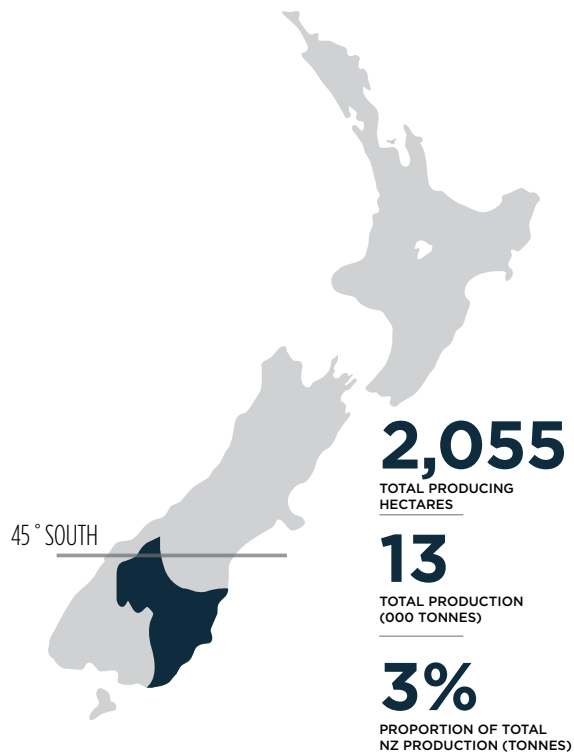 2,055
TOTAL PRODUCING
HECTARES
45° SOUTH
13
TOTAL PRODUCTION
(000 TONNES)
3%
PROPORTION OF TOTAL
NZ PRODUCTION (TONNES)